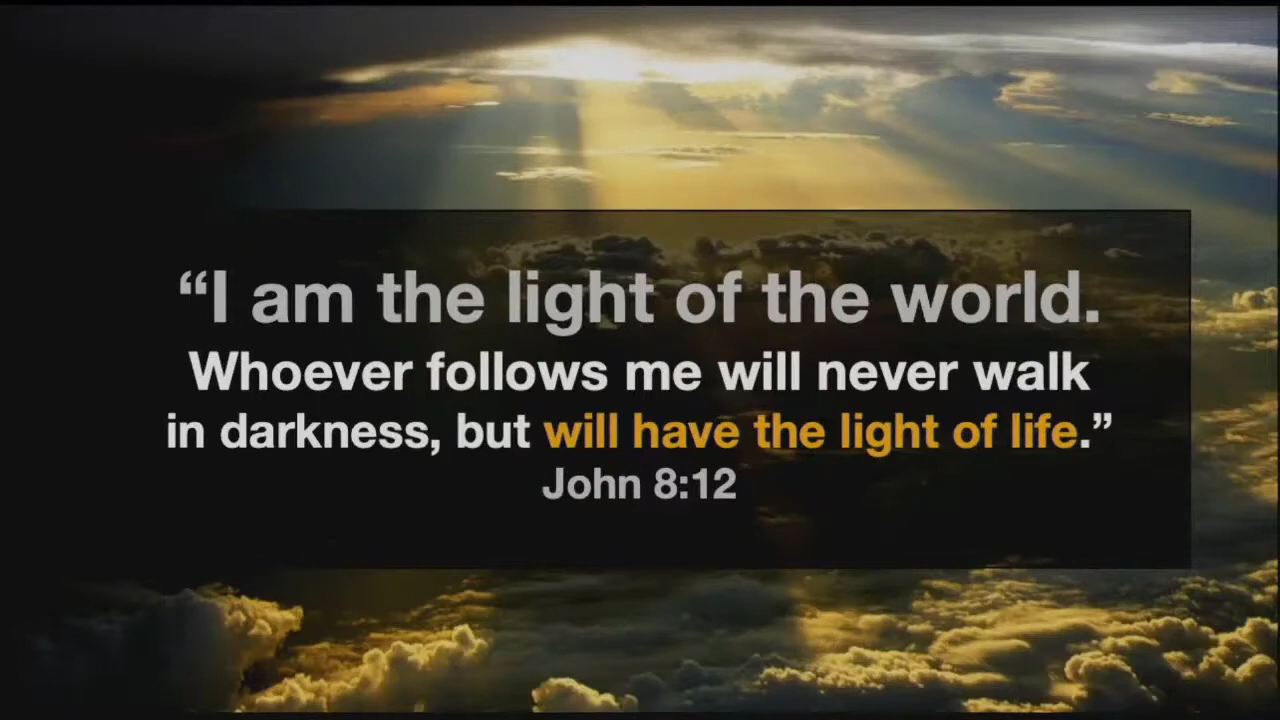 “I am the light of the world.
Whoever follows me will never walk
in darkness, but will have the light of life.”
John 8:12